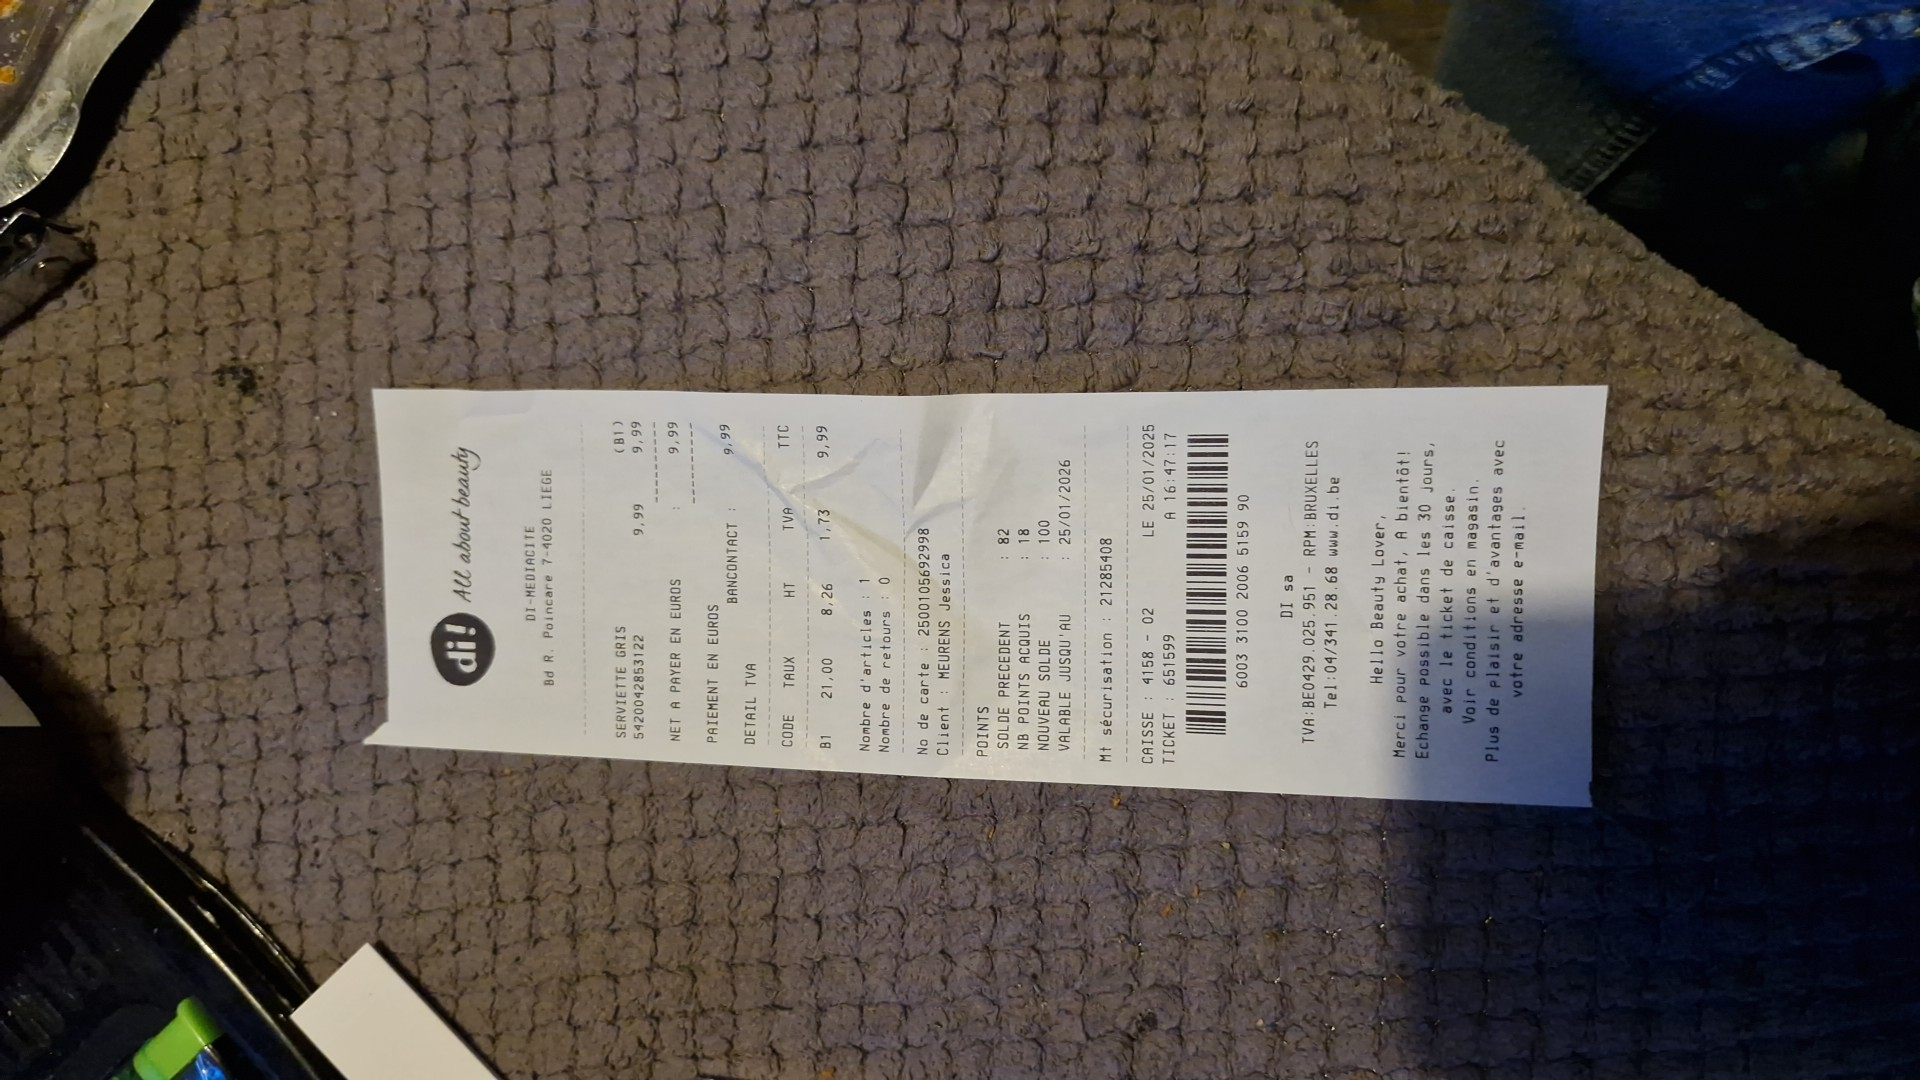 di! All about beauty
DI-MEDIACITE
Bd R. Poincare 7-4020 LIEGE
SERVIETTE GRIS (B1)
5420042853122 9,99 9,99
NET A PAYER EN EUROS : 9,99
PAIEMENT EN EUROS
BANCONTACT : 9,99
DETAIL TVA
CODE TAUX HT TVA TTC
B1 21,00 8,26 1,73 9,99
Nombre d'articles : 1
Nombre de retours : 0
No de carte : 2500105692998
Client : MEURENS Jessica
POINTS
SOLDE PRECEDENT : 82
NB POINTS ACQUIS : 18
NOUVEAU SOLDE : 100
VALABLE JUSQU'AU : 25/01/2026
Mt sécurisation : 21285408
CAISSE : 4158 - 02 LE 25/01/2025
TICKET : 651599 A 16:47:17
6003 3100 2006 5159 90
DI sa
TVA:BE0429.025.951 - RPM:BRUXELLES
Tel:04/341.28.68 www.di.be
Hello Beauty Lover,
Merci pour votre achat, A bientôt!
Echange possible dans les 30 jours,
avec le ticket de caisse.
Voir conditions en magasin.
Plus de plaisir et d'avantages avec
votre adresse e-mail.